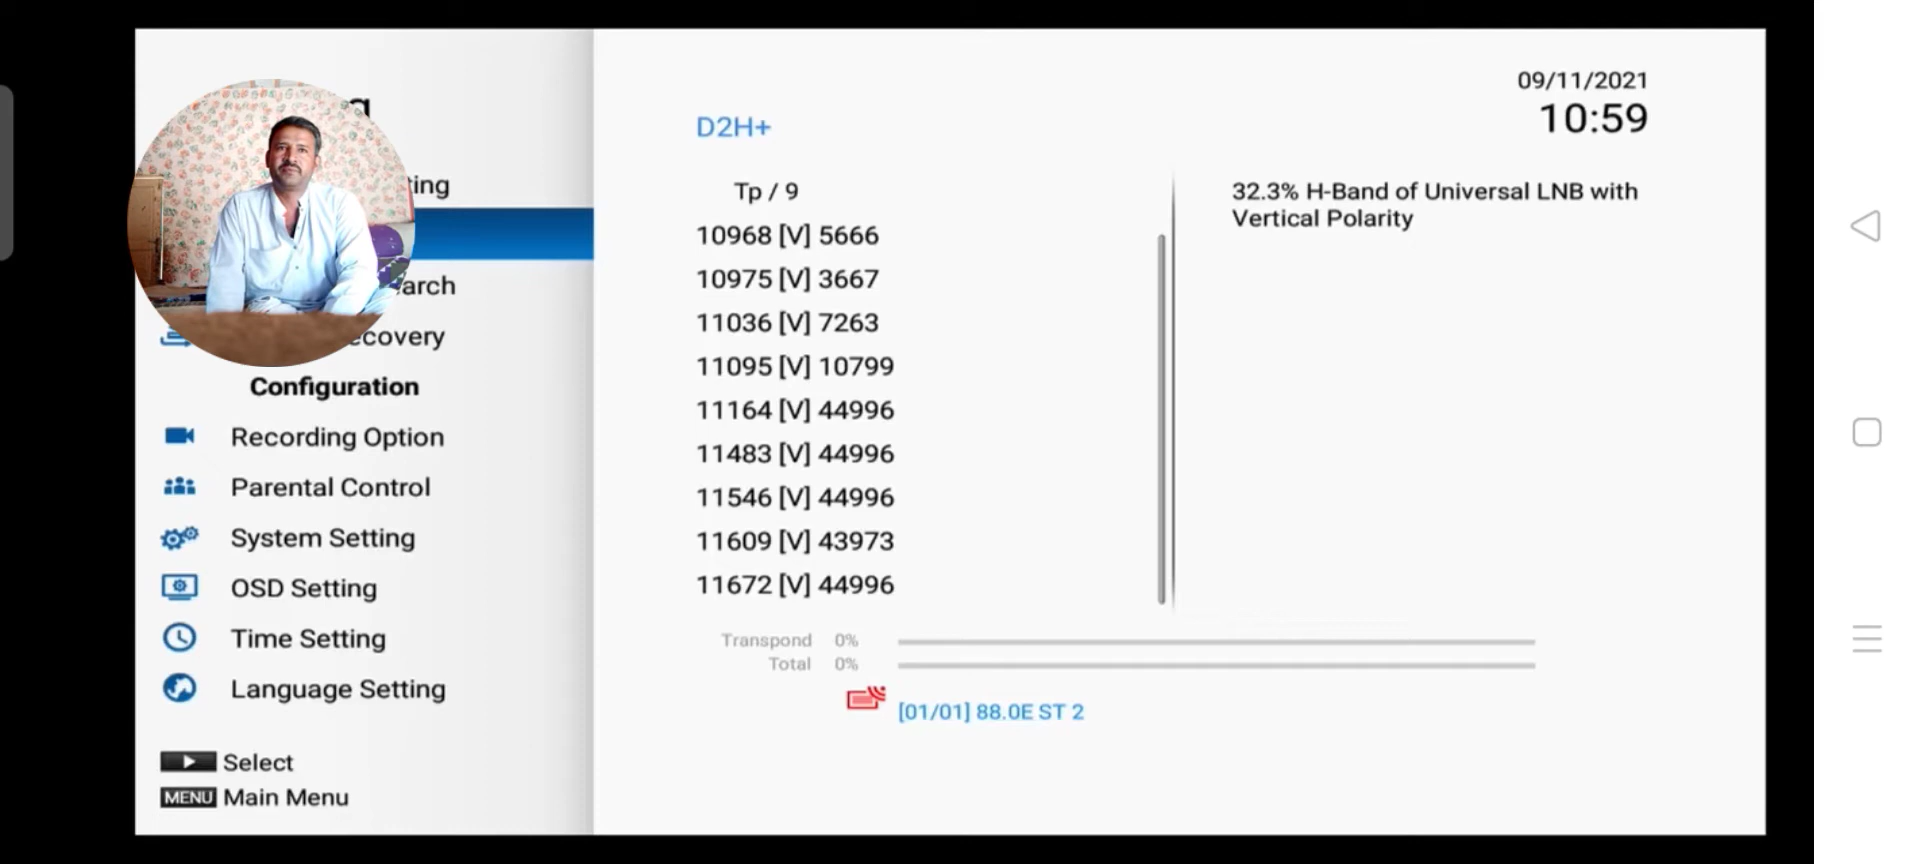 ting
arch
ecovery
Configuration
Recording Option
Parental Control
System Setting
OSD Setting
Time Setting
Language Setting
Select
MENU Main Menu
D2H+
09/11/2021
10:59
Tp / 9
10968 [V] 5666
10975 [V] 3667
11036 [V] 7263
11095 [V] 10799
11164 [V] 44996
11483 [V] 44996
11546 [V] 44996
11609 [V] 43973
11672 [V] 44996
32.3% H-Band of Universal LNB with
Vertical Polarity
Transpond 0%
Total 0%
[01/01] 88.0E ST 2